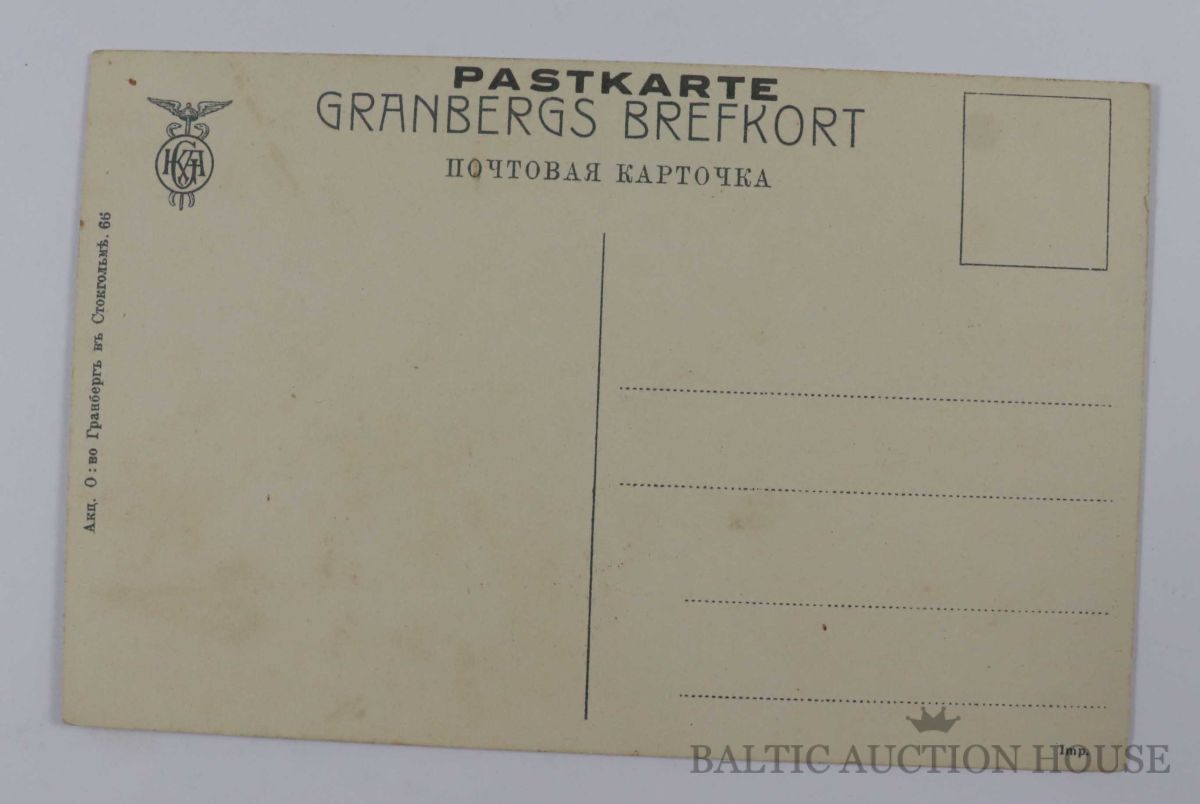 PASTKARTE
GRANBERGS BREFKORT
ПОЧТОВАЯ КАРТОЧКА
Акц. О:во Гранбергъ въ Стокгольмѣ. 66
Imp.
BALTIC AUCTION HOUSE